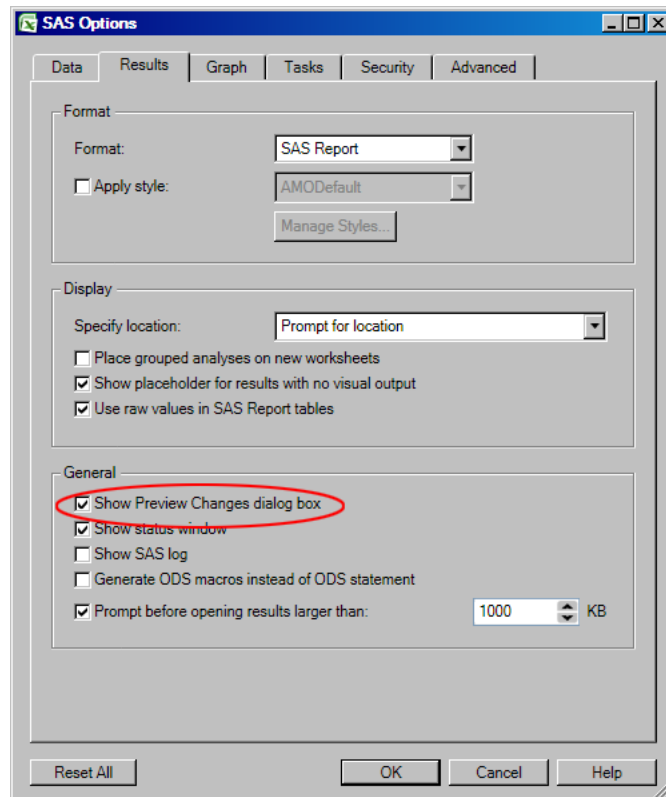 SAS Options
Data Results Graph Tasks Security Advanced
Format
Format: SAS Report
Apply style: AMODefault
Manage Styles...
Display
Specify location: Prompt for location
Place grouped analyses on new worksheets
Show placeholder for results with no visual output
Use raw values in SAS Report tables
General
Show Preview Changes dialog box
Show status window
Show SAS log
Generate ODS macros instead of ODS statement
Prompt before opening results larger than: 1000 KB
Reset All OK Cancel Help